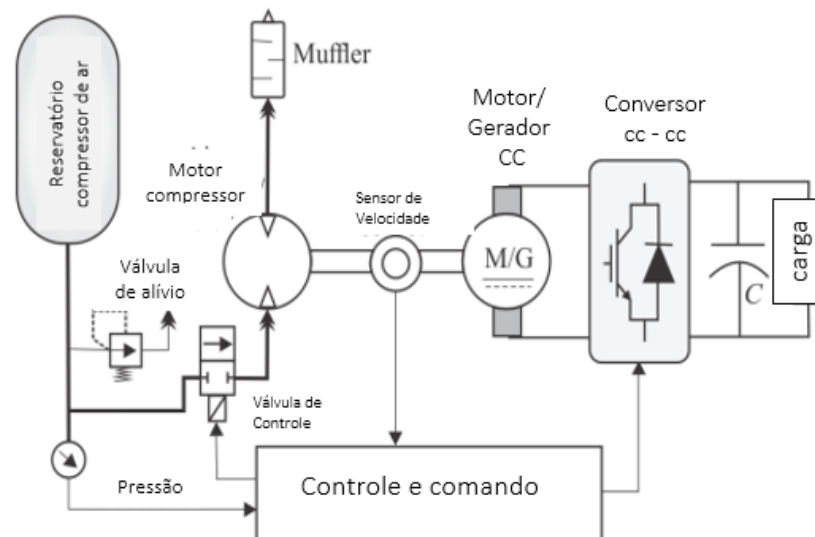 Reservatório
compressor de ar
Muffler
Motor
compressor
Sensor de
Velocidade
Motor/
Gerador
CC
Conversor
cc - cc
M/G
C
carga
Válvula
de alívio
Válvula de
Controle
Pressão
Controle e comando